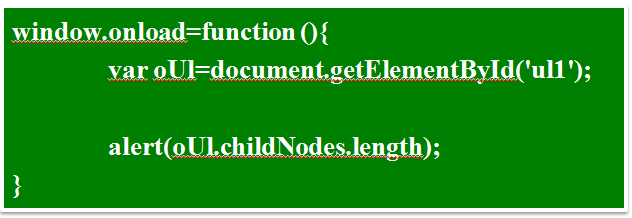 window.onload=function (){
var oUl=document.getElementById('ul1');
alert(oUl.childNodes.length);
}